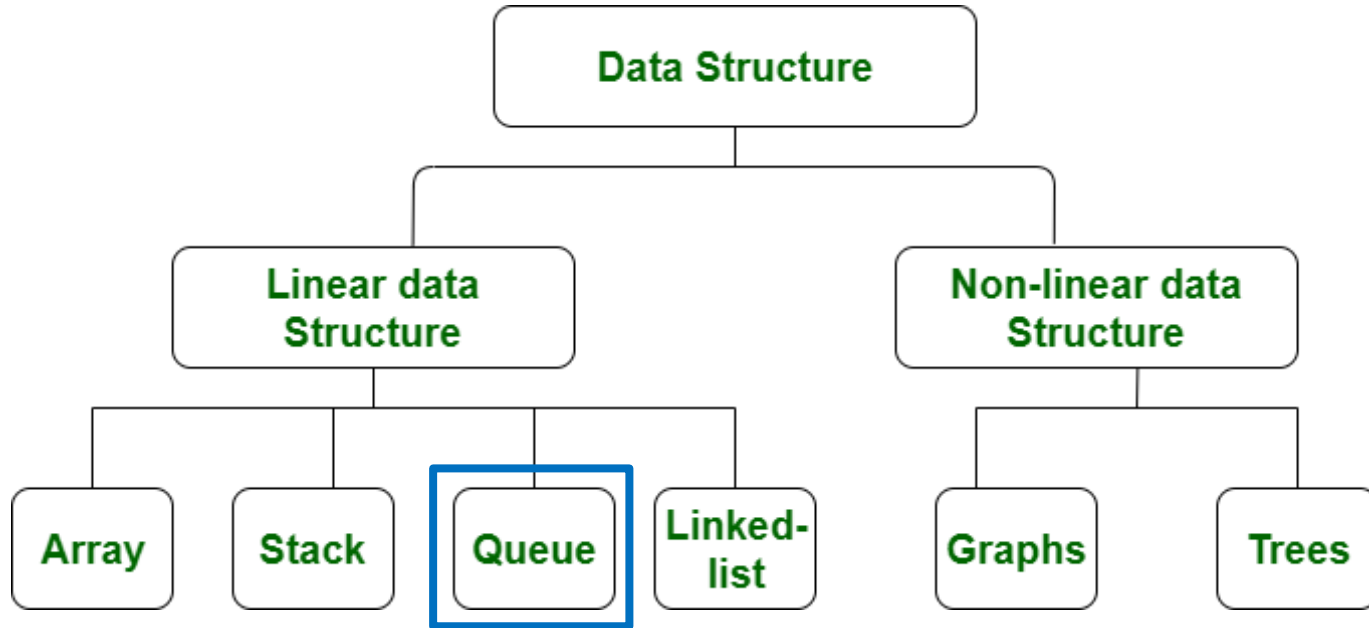 Data Structure
Linear data
Structure
Non-linear data
Structure
Array
Stack
Queue
Linked-
list
Graphs
Trees